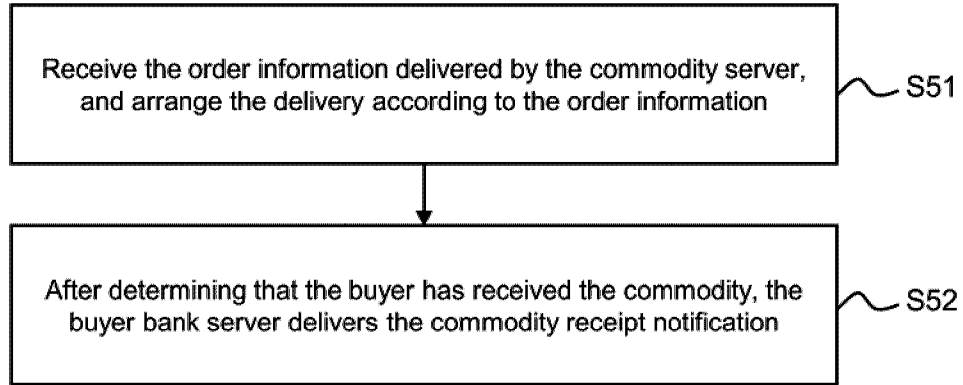 Receive the order information delivered by the commodity server,
and arrange the delivery according to the order information
S51
After determining that the buyer has received the commodity, the
buyer bank server delivers the commodity receipt notification
S52